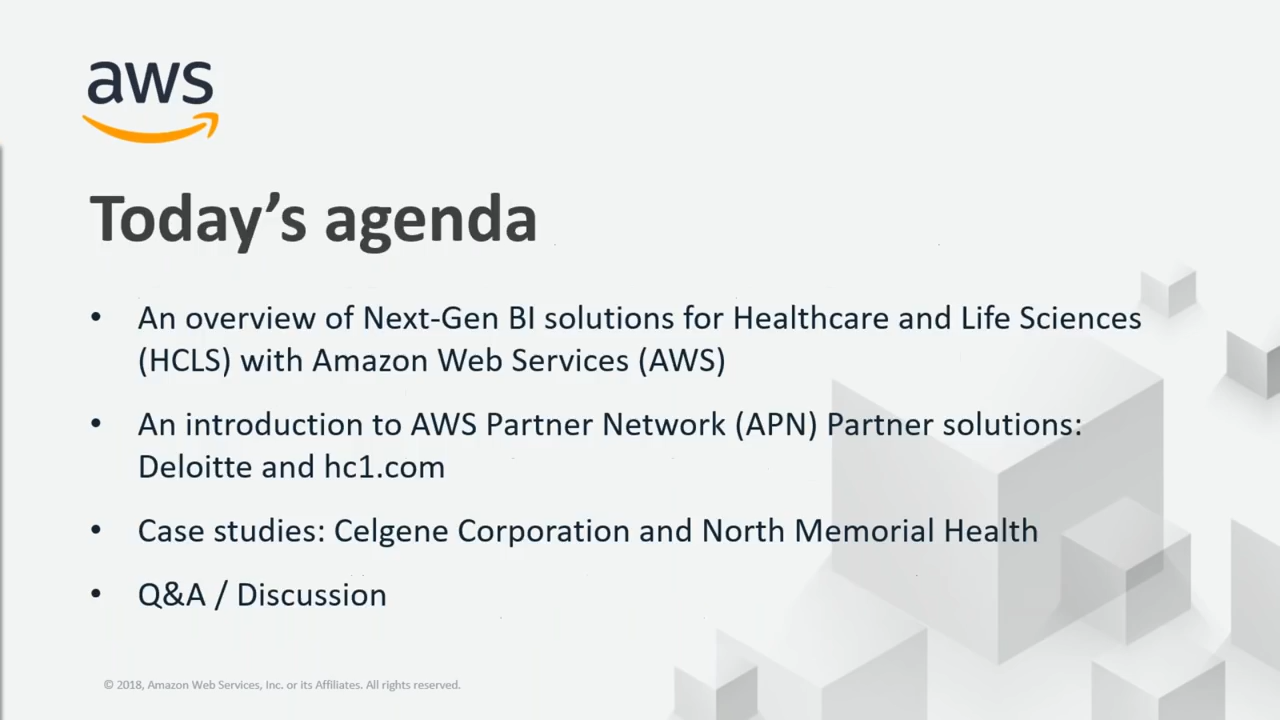 aws
Today’s agenda
• An overview of Next-Gen BI solutions for Healthcare and Life Sciences
(HCLS) with Amazon Web Services (AWS)
• An introduction to AWS Partner Network (APN) Partner solutions:
Deloitte and hc1.com
• Case studies: Celgene Corporation and North Memorial Health
• Q&A / Discussion
© 2018, Amazon Web Services, Inc. or its Affiliates. All rights reserved.